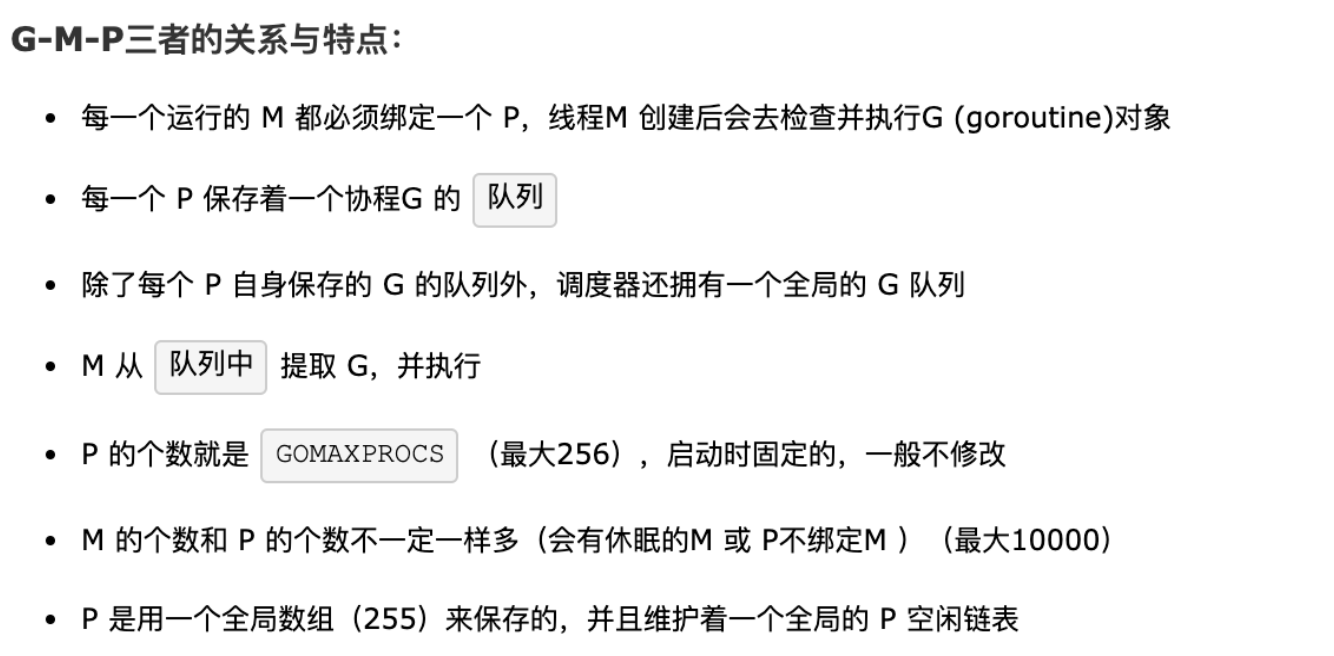 G-M-P三者的关系与特点：
• 每一个运行的 M 都必须绑定一个 P，线程M 创建后会去检查并执行G (goroutine)对象
• 每一个 P 保存着一个协程G 的 队列
• 除了每个 P 自身保存的 G 的队列外，调度器还拥有一个全局的 G 队列
• M 从 队列中 提取 G，并执行
• P 的个数就是 GOMAXPROCS （最大256）, 启动时固定的，一般不修改
• M 的个数和 P 的个数不一定一样多（会有休眠的M 或 P不绑定M ）（最大10000）
• P 是用一个全局数组（255）来保存的，并且维护着一个全局的 P 空闲链表